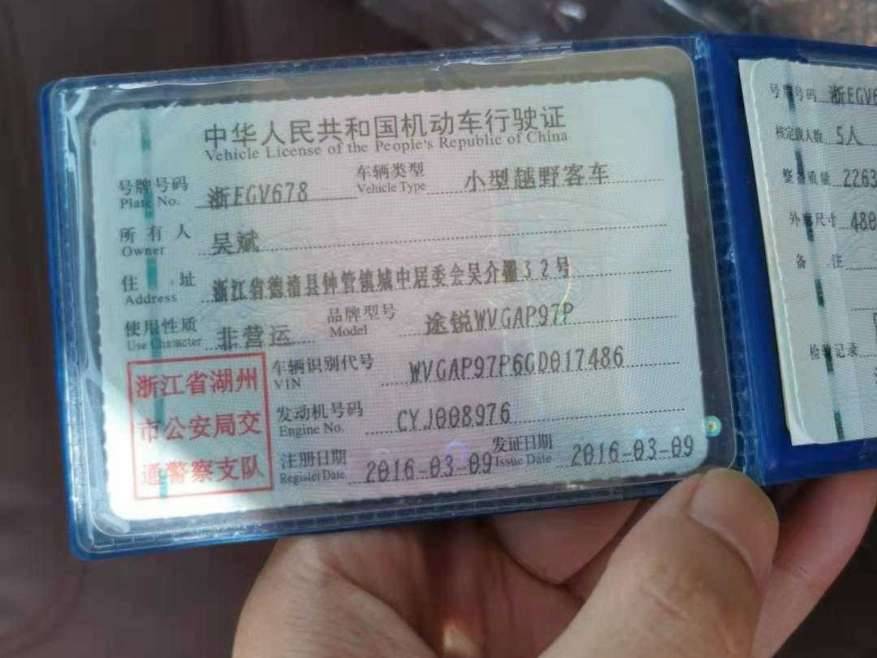 中华人民共和国机动车行驶证
Vehicle License of the People's Republic of China
号牌号码 浙EGV678 车辆类型 小型越野客车
Plate No. Vehicle Type
所有人 吴斌
Owner
住址 浙江省德清县钟管镇城中居委会吴介疆32号
Address
使用性质 非营运 品牌型号 途锐WVGAP97P
Use Character Model
浙江省湖州
市公安局交
通警察支队
车辆识别代号 WVGAP97P6GD017486
VIN
发动机号码 CYJ008976
Engine No.
注册日期 2016-03-09 发证日期 2016-03-09
Register Date Issue Date
号牌号码 浙EGV6
核定载人数 5人
整备质量 2263
外廓尺寸 480
备注
检验记录